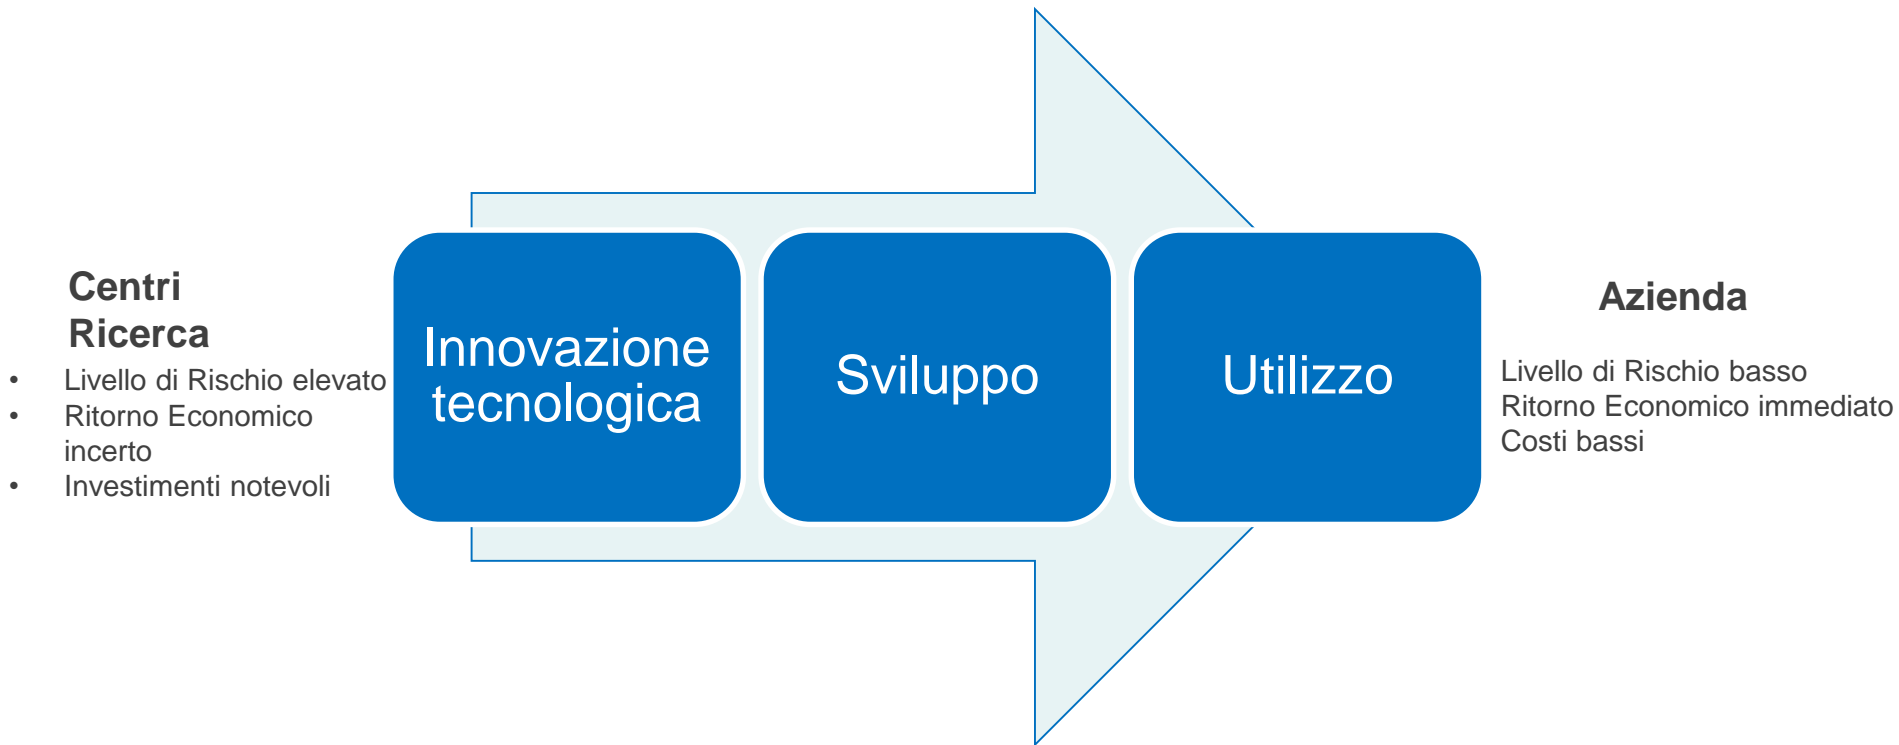 Centri
Ricerca
• Livello di Rischio elevato
• Ritorno Economico
incerto
• Investimenti notevoli
Innovazione
tecnologica
Sviluppo
Utilizzo
Azienda
Livello di Rischio basso
Ritorno Economico immediato
Costi bassi